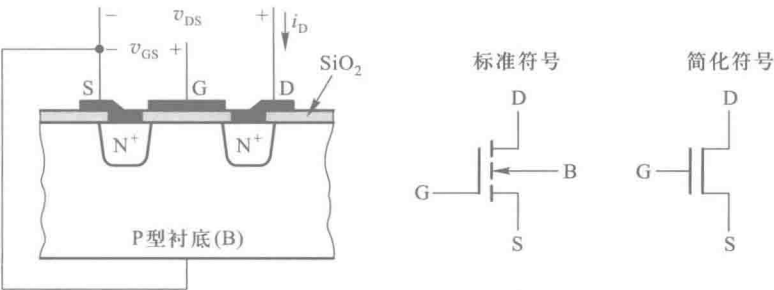 − v_DS +
i_D
− v_GS +
SiO₂
S G D
N⁺ N⁺
P型衬底(B)
标准符号
D
G
B
S
简化符号
D
G
S